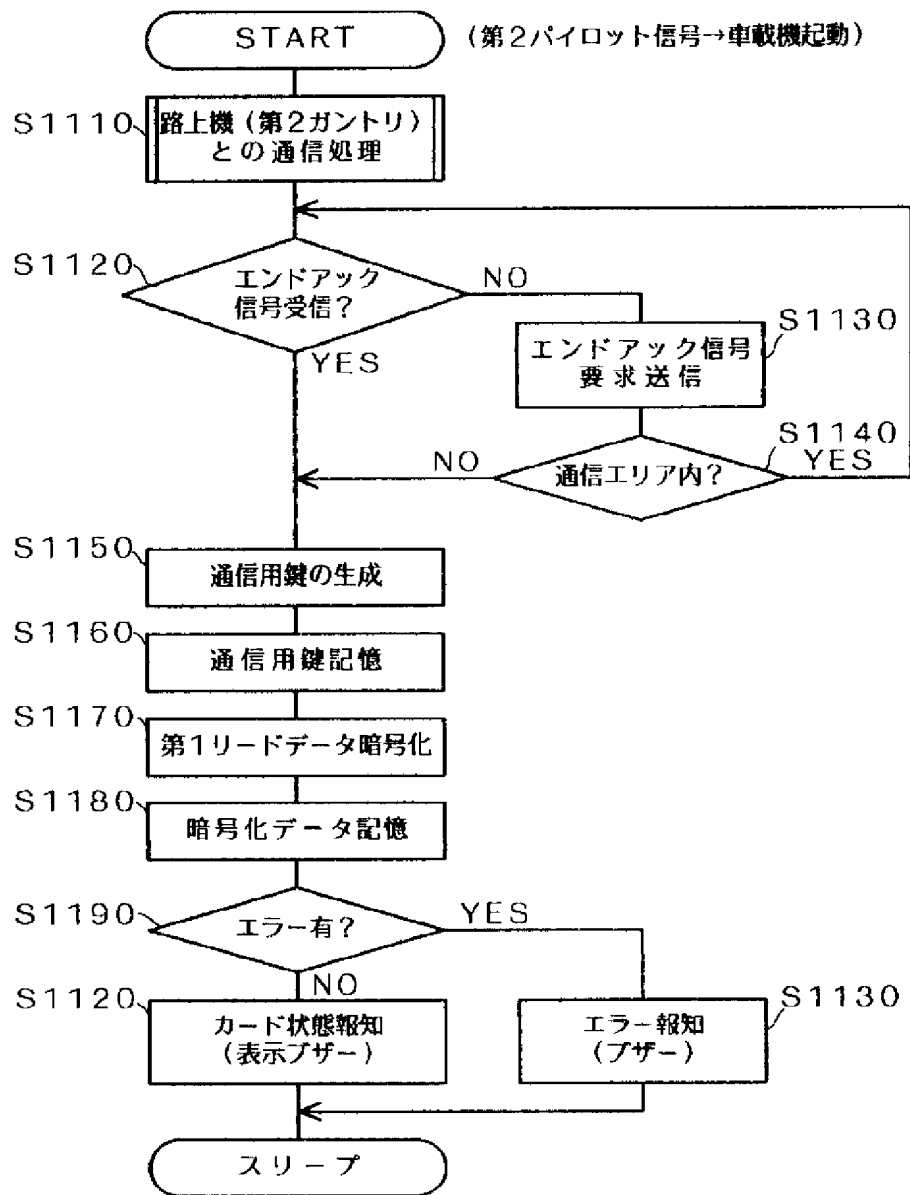 START
(第2パイロット信号→車載機起動)
S1110
路上機(第2ガントリ)
との通信処理
S1120
エンドアック
信号受信?
NO
YES
S1130
エンドアック信号
要求送信
S1140
通信エリア内?
NO
YES
S1150
通信用鍵の生成
S1160
通信用鍵記憶
S1170
第1リードデータ暗号化
S1180
暗号化データ記憶
S1190
エラー有?
YES
NO
S1120
カード状態報知
(表示ブザー)
S1130
エラー報知
(ブザー)
スリープ